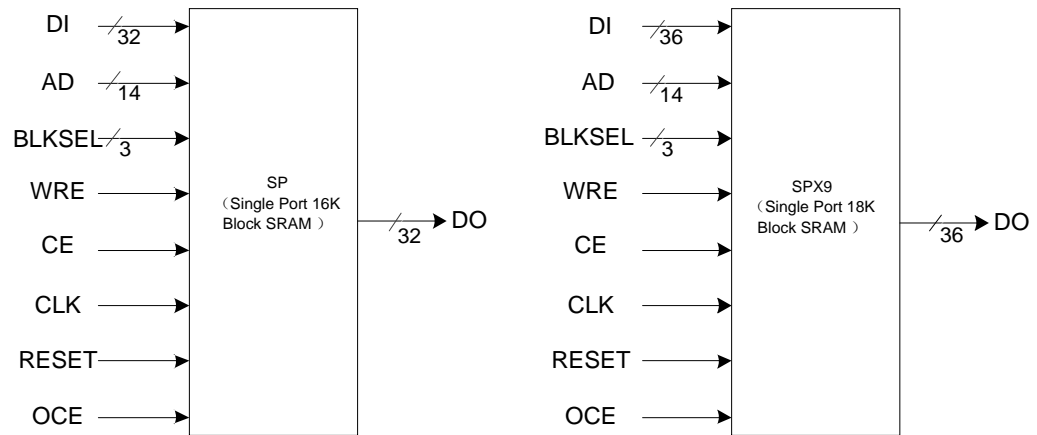 DI
32
AD
14
BLKSEL
3
WRE
CE
CLK
RESET
OCE
SP
（Single Port 16K
Block SRAM ）
32
DO
DI
36
AD
14
BLKSEL
3
WRE
CE
CLK
RESET
OCE
SPX9
（Single Port 18K
Block SRAM ）
36
DO